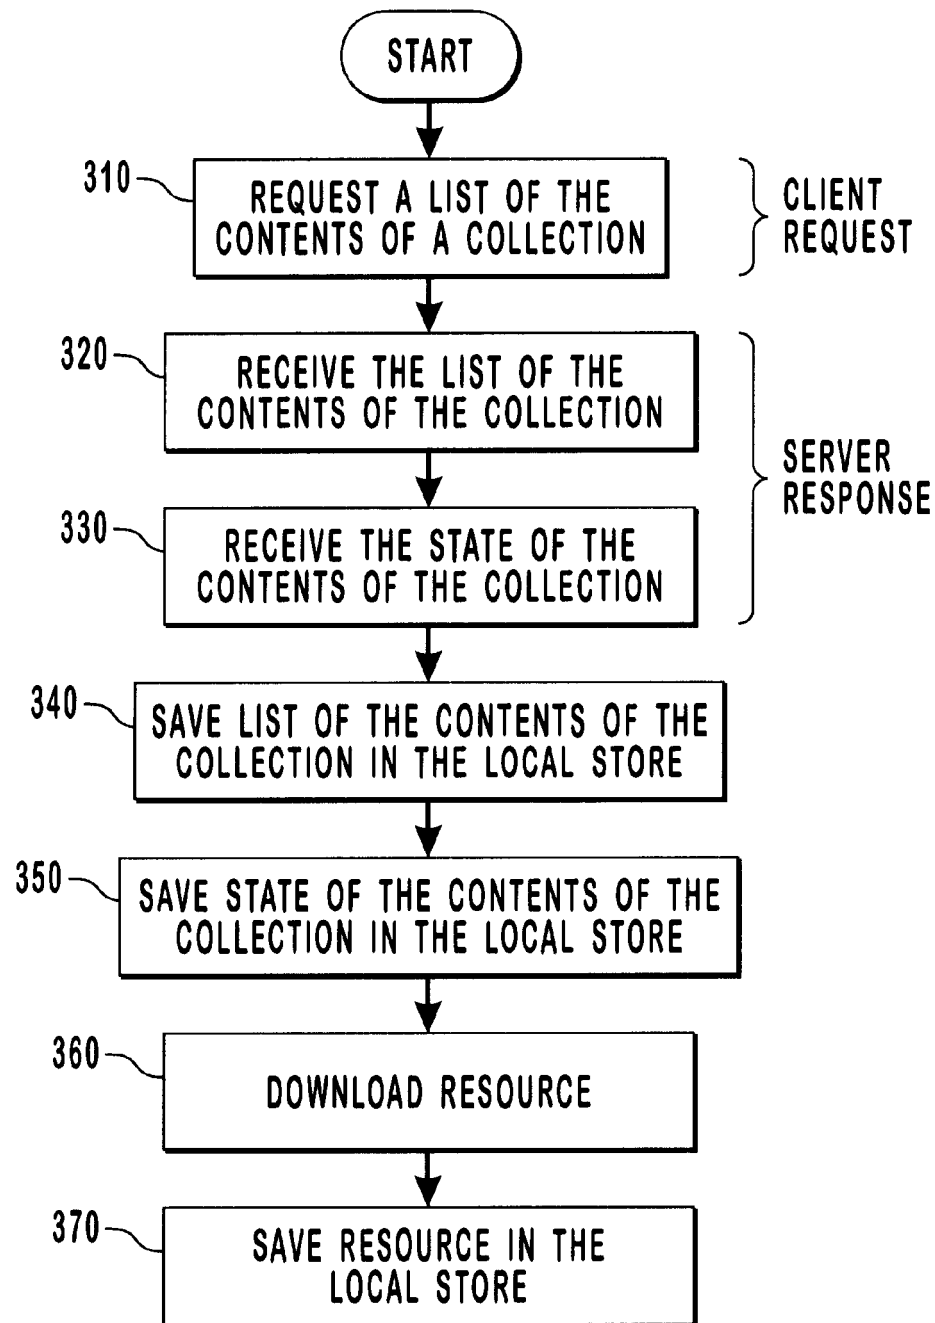 START
310
REQUEST A LIST OF THE
CONTENTS OF A COLLECTION
CLIENT
REQUEST
320
RECEIVE THE LIST OF THE
CONTENTS OF THE COLLECTION
SERVER
RESPONSE
330
RECEIVE THE STATE OF THE
CONTENTS OF THE COLLECTION
340
SAVE LIST OF THE CONTENTS OF THE
COLLECTION IN THE LOCAL STORE
350
SAVE STATE OF THE CONTENTS OF THE
COLLECTION IN THE LOCAL STORE
360
DOWNLOAD RESOURCE
370
SAVE RESOURCE IN THE
LOCAL STORE